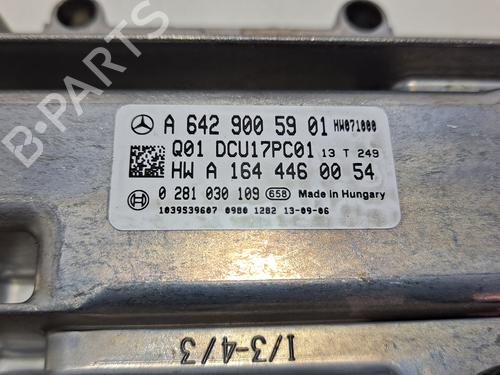 A 642 900 59 01 HW071000
Q01 DCU17PC01 13 T 249
HW A 164 446 00 54
0 281 030 109 658 Made in Hungary
1039S39607 0980 1282 13-09-06
1/3-4/3
B-PARTS